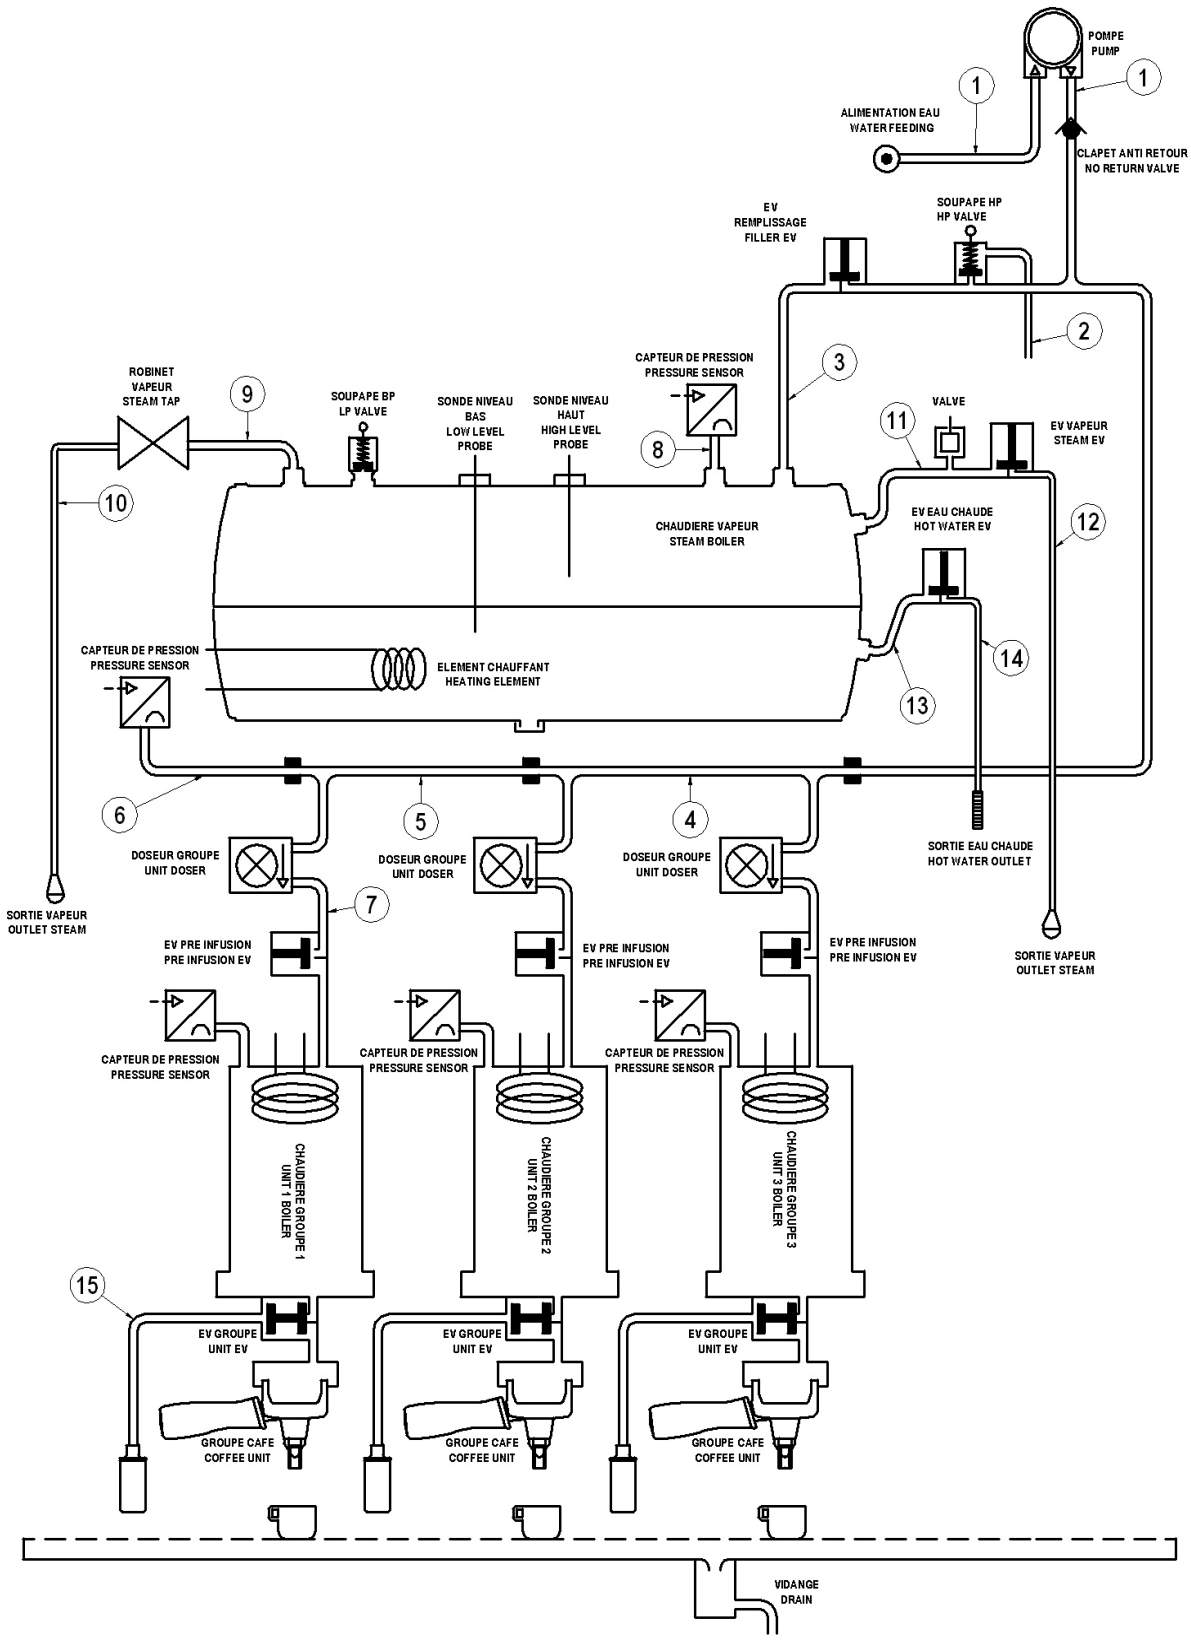 POMPE
PUMP
1
1
ALIMENTATION EAU
WATER FEEDING
CLAPET ANTI RETOUR
NO RETURN VALVE
EV
REMPLISSAGE
FILLER EV
SOUPAPE HP
HP VALVE
2
3
ROBINET
VAPEUR
STEAM TAP
9
SOUPAPE BP
LP VALVE
SONDE NIVEAU
BAS
LOW LEVEL
PROBE
SONDE NIVEAU
HAUT
HIGH LEVEL
PROBE
CAPTEUR DE PRESSION
PRESSURE SENSOR
8
11
VALVE
EV VAPEUR
STEAM EV
10
CHAUDIERE VAPEUR
STEAM BOILER
EV EAU CHAUDE
HOT WATER EV
12
CAPTEUR DE PRESSION
PRESSURE SENSOR
ELEMENT CHAUFFANT
HEATING ELEMENT
14
13
6
5
4
DOSEUR GROUPE
UNIT DOSER
DOSEUR GROUPE
UNIT DOSER
DOSEUR GROUPE
UNIT DOSER
SORTIE EAU CHAUDE
HOT WATER OUTLET
7
SORTIE VAPEUR
OUTLET STEAM
EV PRE INFUSION
PRE INFUSION EV
EV PRE INFUSION
PRE INFUSION EV
EV PRE INFUSION
PRE INFUSION EV
SORTIE VAPEUR
OUTLET STEAM
CAPTEUR DE PRESSION
PRESSURE SENSOR
CAPTEUR DE PRESSION
PRESSURE SENSOR
CAPTEUR DE PRESSION
PRESSURE SENSOR
CHAUDIERE GROUPE 1
UNIT 1 BOILER
CHAUDIERE GROUPE 2
UNIT 2 BOILER
CHAUDIERE GROUPE 3
UNIT 3 BOILER
15
EV GROUPE
UNIT EV
EV GROUPE
UNIT EV
EV GROUPE
UNIT EV
GROUPE CAFE
COFFEE UNIT
GROUPE CAFE
COFFEE UNIT
GROUPE CAFE
COFFEE UNIT
VIDANGE
DRAIN